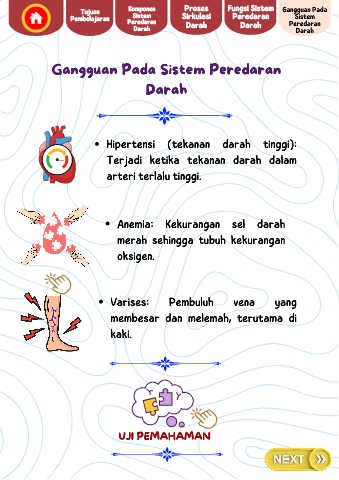 Tujuan
Pembelajaran
Komponen
Sistem
Peredaran
Darah
Proses
Sirkulasi
Darah
Fungsi Sistem
Peredaran
Darah
Gangguan Pada
Sistem
Peredaran
Darah
Gangguan Pada Sistem Peredaran
Darah
• Hipertensi (tekanan darah tinggi):
Terjadi ketika tekanan darah dalam
arteri terlalu tinggi.
• Anemia: Kekurangan sel darah
merah sehingga tubuh kekurangan
oksigen.
• Varises: Pembuluh vena yang
membesar dan melemah, terutama di
kaki.
UJI PEMAHAMAN
NEXT